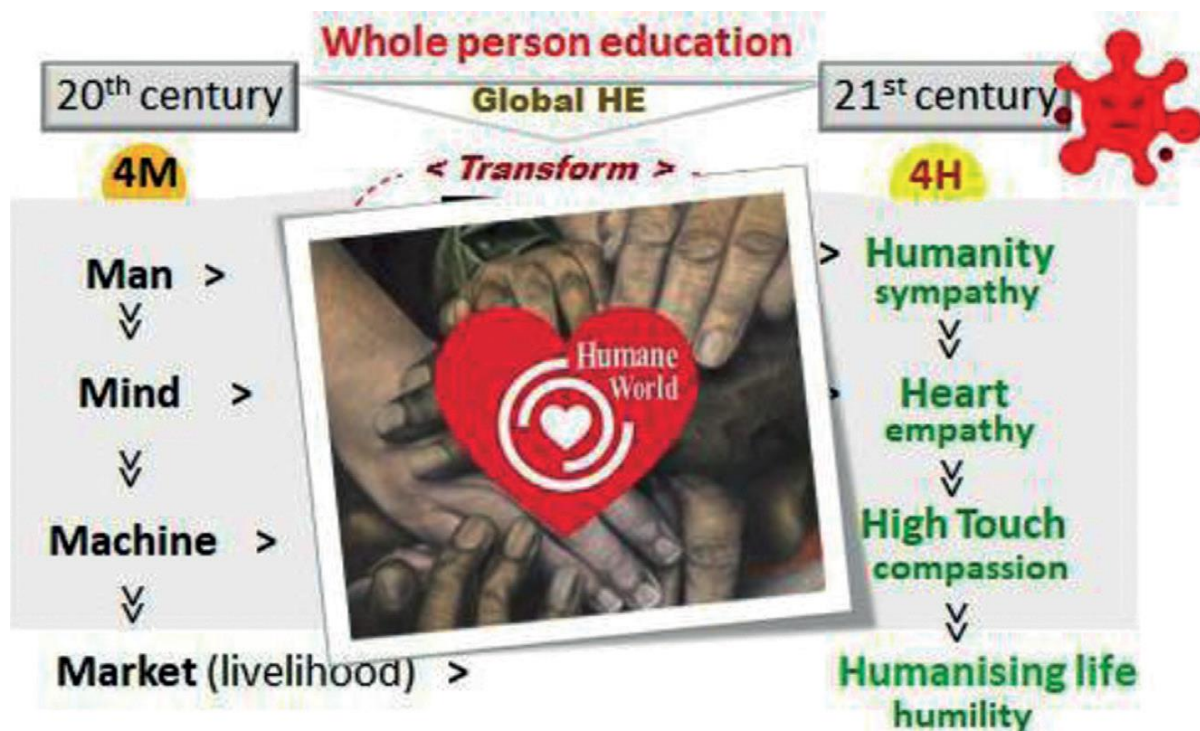 Whole person education
20th century
Global HE
21st century
4M
< Transform >
4H
Man >
> Humanity
sympathy
Humane
World
Mind >
Heart
empathy
Machine >
High Touch
compassion
Market (livelihood) >
Humanising life
humility